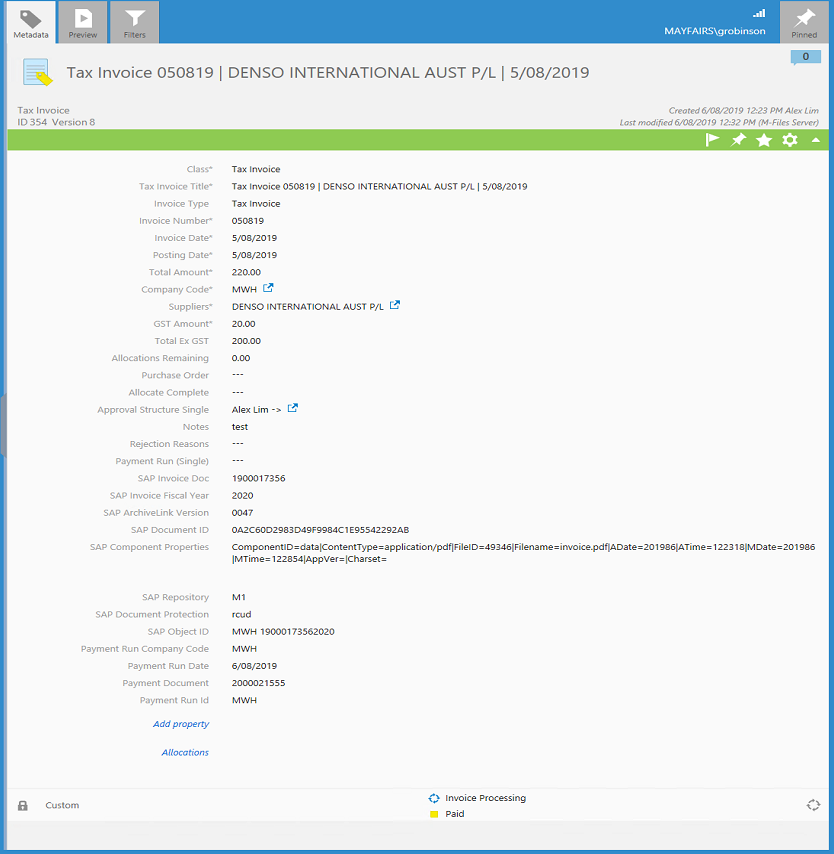 Metadata Preview Filters Pinned
MAYFAIRS\grobinson
0
Tax Invoice 050819 | DENSO INTERNATIONAL AUST P/L | 5/08/2019
Tax Invoice Created 6/08/2019 12:23 PM Alex Lim
ID 354 Version 8 Last modified 6/08/2019 12:32 PM (M-Files Server)
Class* Tax Invoice
Tax Invoice Title* Tax Invoice 050819 | DENSO INTERNATIONAL AUST P/L | 5/08/2019
Invoice Type Tax Invoice
Invoice Number* 050819
Invoice Date* 5/08/2019
Posting Date* 5/08/2019
Total Amount* 220.00
Company Code* MWH
Suppliers* DENSO INTERNATIONAL AUST P/L
GST Amount* 20.00
Total Ex GST 200.00
Allocations Remaining 0.00
Purchase Order ---
Allocate Complete ---
Approval Structure Single Alex Lim ->
Notes test
Rejection Reasons ---
Payment Run (Single) ---
SAP Invoice Doc 1900017356
SAP Invoice Fiscal Year 2020
SAP ArchiveLink Version 0047
SAP Document ID 0A2C60D2983D49F9984C1E95542292AB
SAP Component Properties ComponentID=data|ContentType=application/pdf|FileID=49346|Filename=invoice.pdf|ADate=201986|ATime=122318|MDate=201986
|MTime=122854|AppVer=|Charset=
SAP Repository M1
SAP Document Protection rcud
SAP Object ID MWH 19000173562020
Payment Run Company Code MWH
Payment Run Date 6/08/2019
Payment Document 2000021555
Payment Run Id MWH
Add property
Allocations
Custom Invoice Processing
Paid